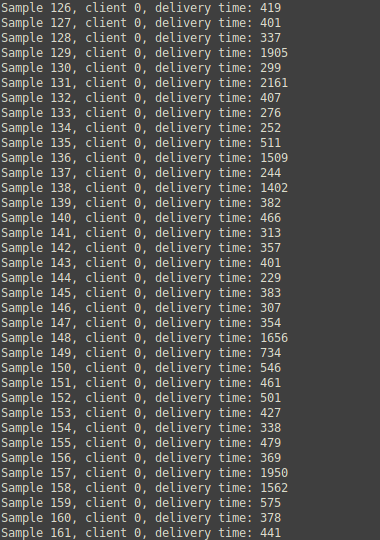 Sample 126, client 0, delivery time: 419
Sample 127, client 0, delivery time: 401
Sample 128, client 0, delivery time: 337
Sample 129, client 0, delivery time: 1905
Sample 130, client 0, delivery time: 299
Sample 131, client 0, delivery time: 2161
Sample 132, client 0, delivery time: 407
Sample 133, client 0, delivery time: 276
Sample 134, client 0, delivery time: 252
Sample 135, client 0, delivery time: 511
Sample 136, client 0, delivery time: 1509
Sample 137, client 0, delivery time: 244
Sample 138, client 0, delivery time: 1402
Sample 139, client 0, delivery time: 382
Sample 140, client 0, delivery time: 466
Sample 141, client 0, delivery time: 313
Sample 142, client 0, delivery time: 357
Sample 143, client 0, delivery time: 401
Sample 144, client 0, delivery time: 229
Sample 145, client 0, delivery time: 383
Sample 146, client 0, delivery time: 307
Sample 147, client 0, delivery time: 354
Sample 148, client 0, delivery time: 1656
Sample 149, client 0, delivery time: 734
Sample 150, client 0, delivery time: 546
Sample 151, client 0, delivery time: 461
Sample 152, client 0, delivery time: 501
Sample 153, client 0, delivery time: 427
Sample 154, client 0, delivery time: 338
Sample 155, client 0, delivery time: 479
Sample 156, client 0, delivery time: 369
Sample 157, client 0, delivery time: 1950
Sample 158, client 0, delivery time: 1562
Sample 159, client 0, delivery time: 575
Sample 160, client 0, delivery time: 378
Sample 161, client 0, delivery time: 441